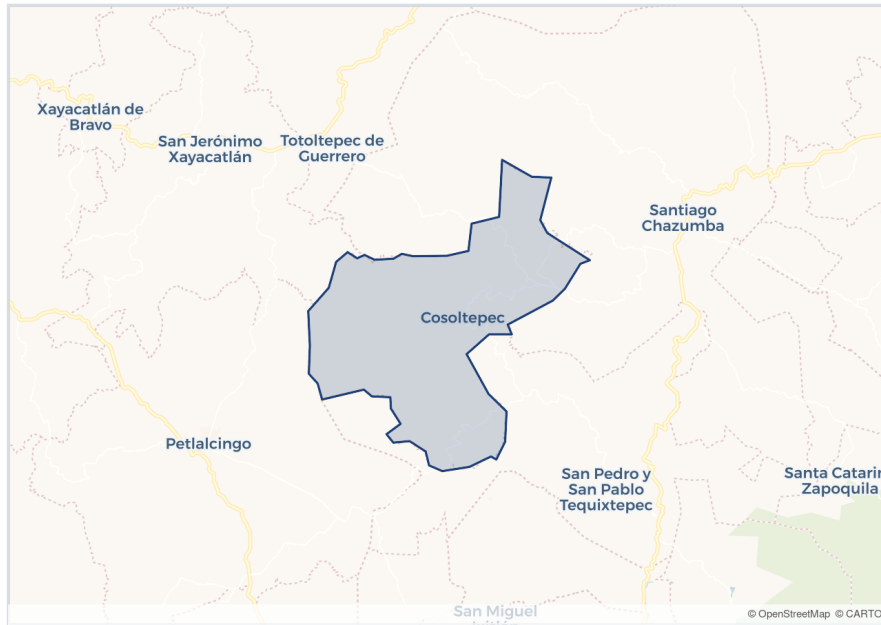 Xayacatlán de
Bravo
San Jerónimo
Xayacatlán
Totoltepec de
Guerrero
Santiago
Chazumba
Cosoltepec
Petlalcingo
San Pedro y
San Pablo
Tequixtepec
Santa Catarin
Zapoquila
San Miguel
© OpenStreetMap © CARTO